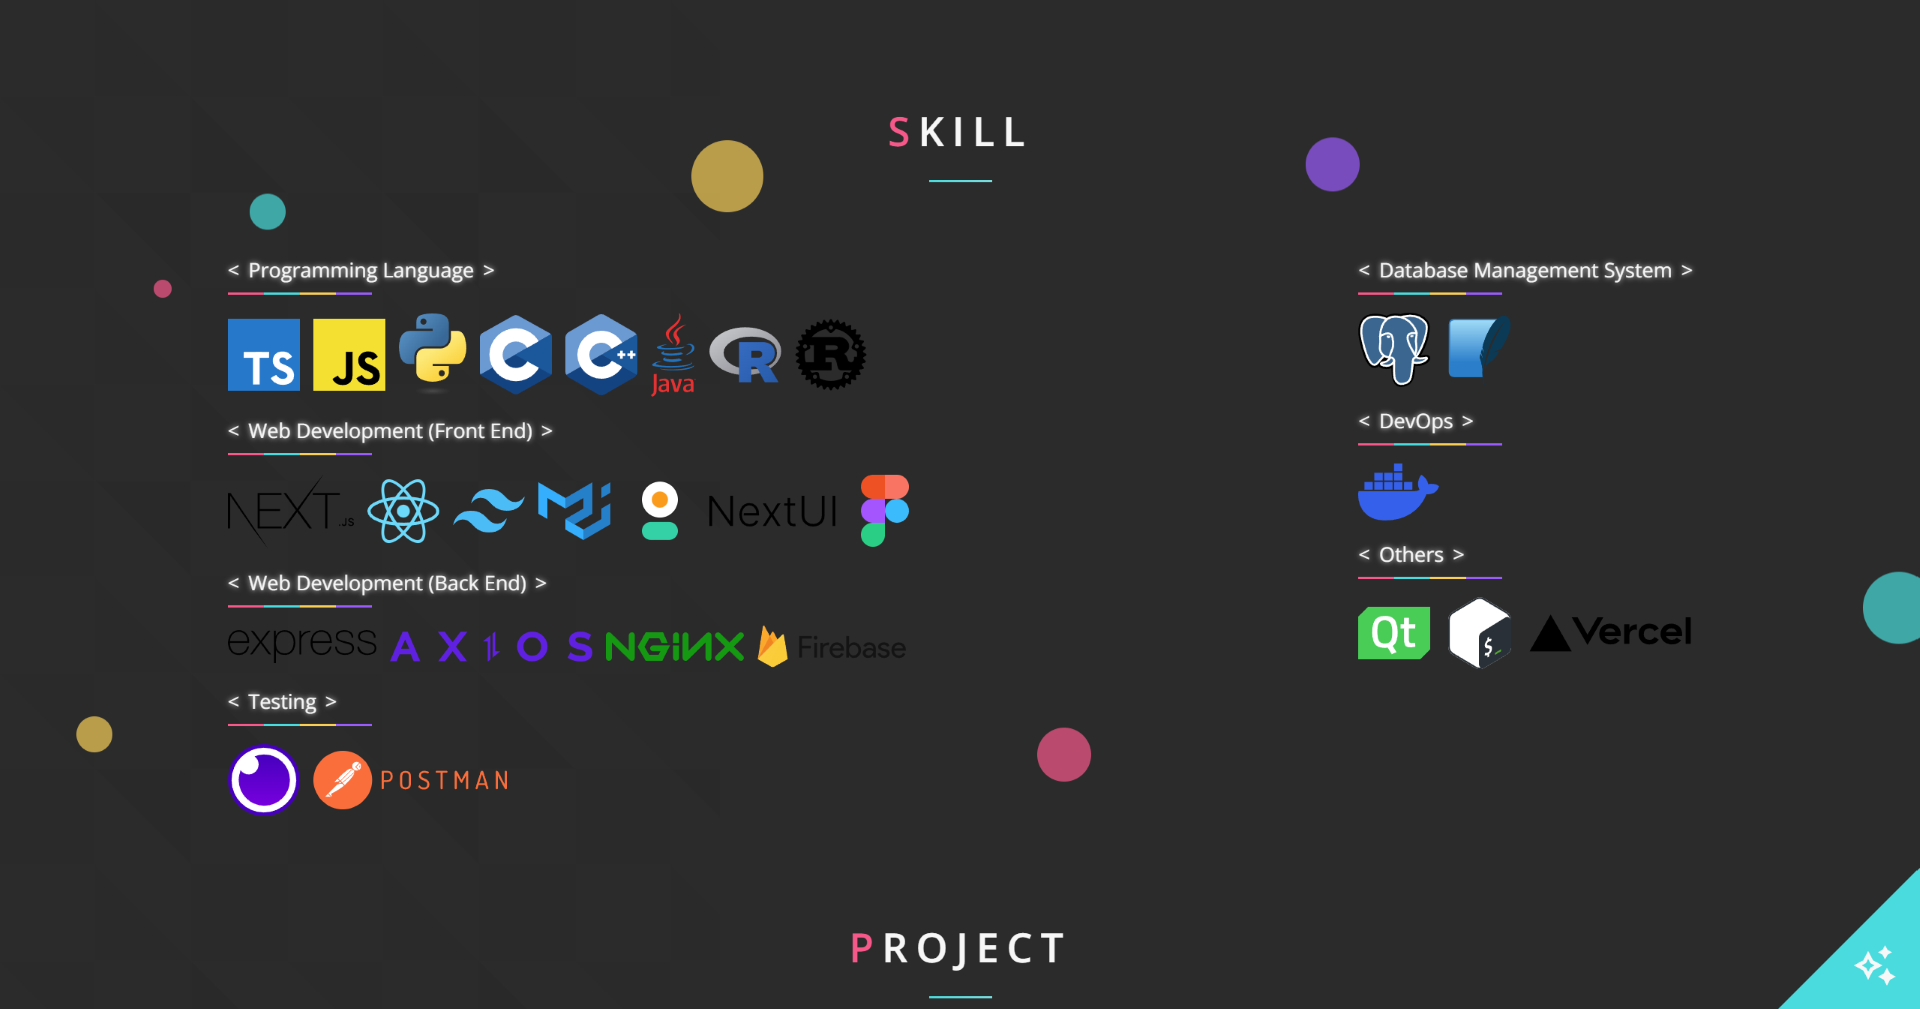 SKILL
< Programming Language >
TS JS C C++ Java R R
< Web Development (Front End) >
NEXT.JS NextUI
< Web Development (Back End) >
express AXIOS NGINX Firebase
< Testing >
POSTMAN
< Database Management System >
< DevOps >
< Others >
Qt $_ Vercel
PROJECT